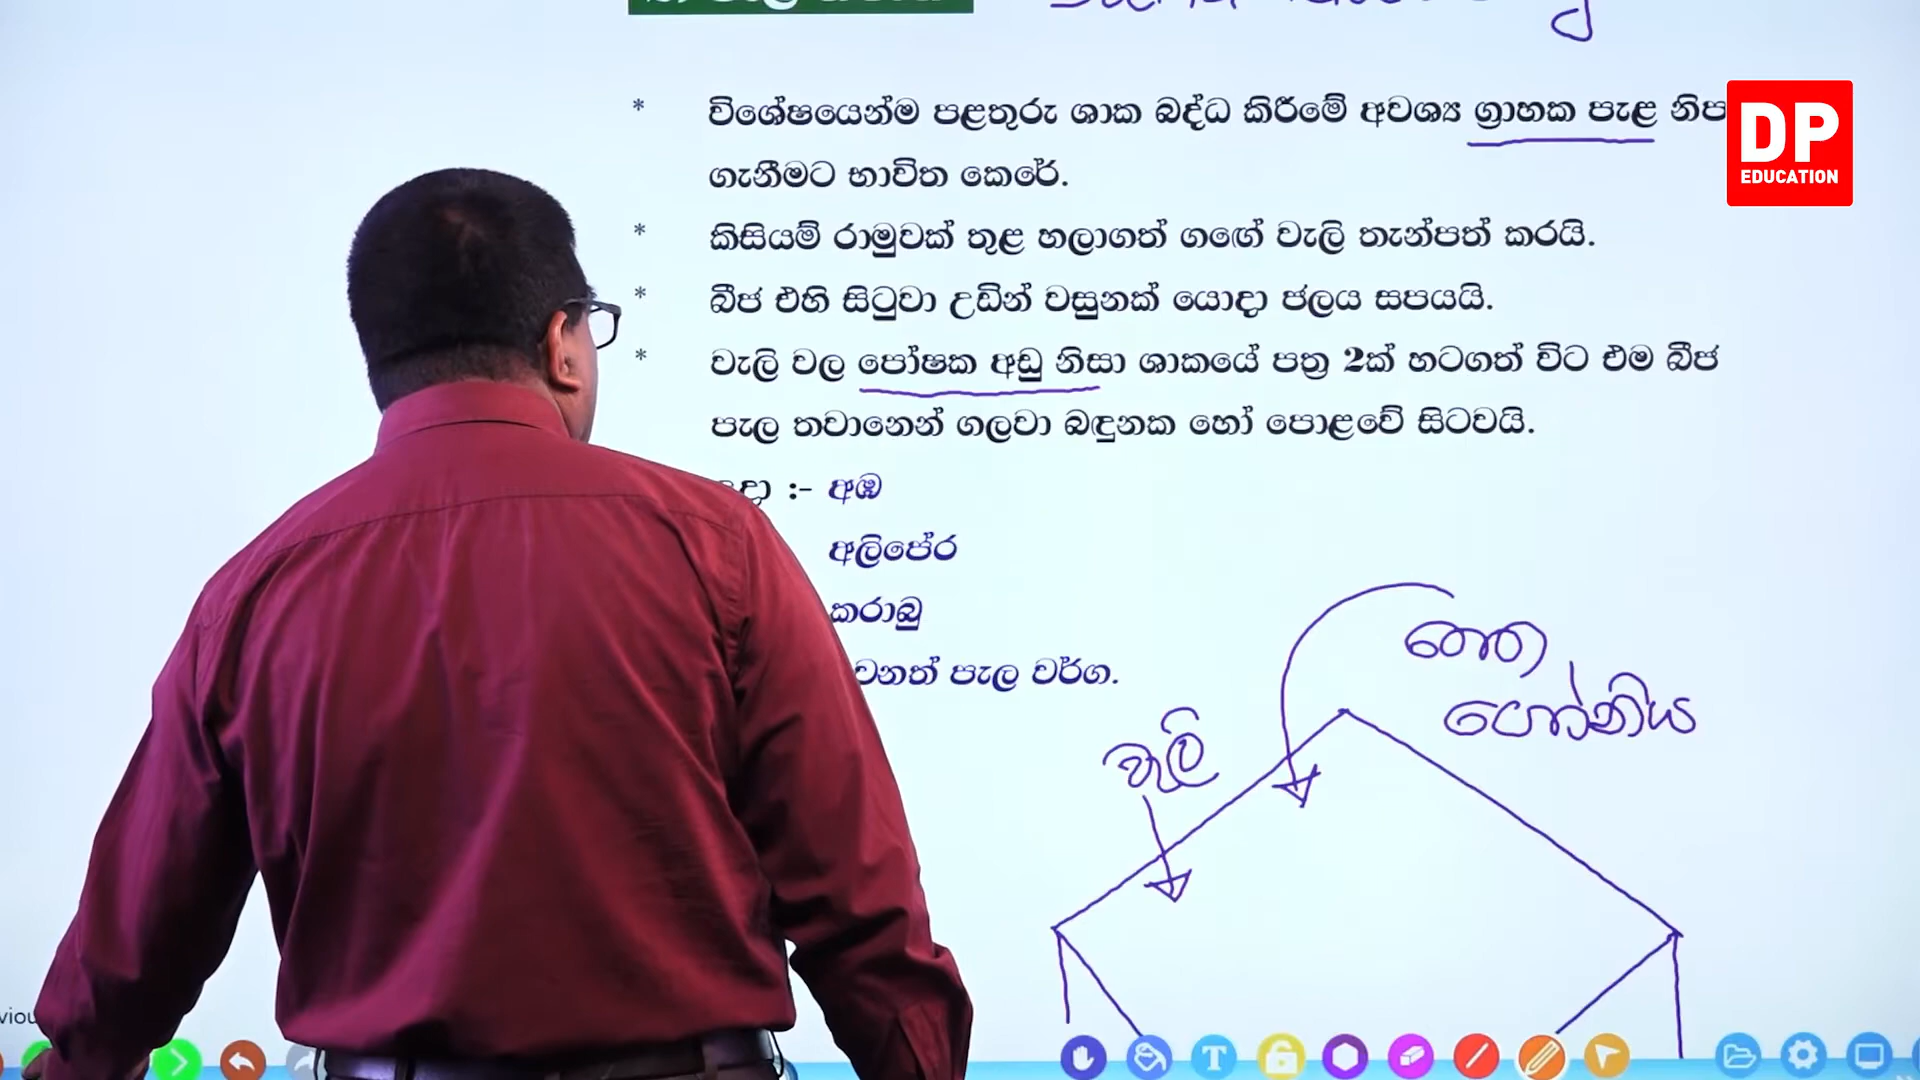 * විශේෂයෙන්ම පළතුරු ශාක බද්ධ කිරීමේ අවශ්‍ය ග්‍රාහක පැළ නිප
ගැනීමට භාවිත කෙරේ.
* කිසියම් රාමුවක් තුළ හලාගත් ගඟේ වැලි තැන්පත් කරයි.
* බීජ එහි සිටුවා උඩින් වසුනක් යොදා ජලය සපයයි.
* වැලි වල පෝෂක අඩු නිසා ශාකයේ පත්‍ර 2ක් හටගත් විට එම බීජ
පැල තවානෙන් ගලවා බඳුනක හෝ පොළවේ සිටවයි.
:- අඹ
අලිපේර
කරාබු
වනත් පැල වර්ග.
තෙත
ගෝනිය
වැලි
DP
EDUCATION